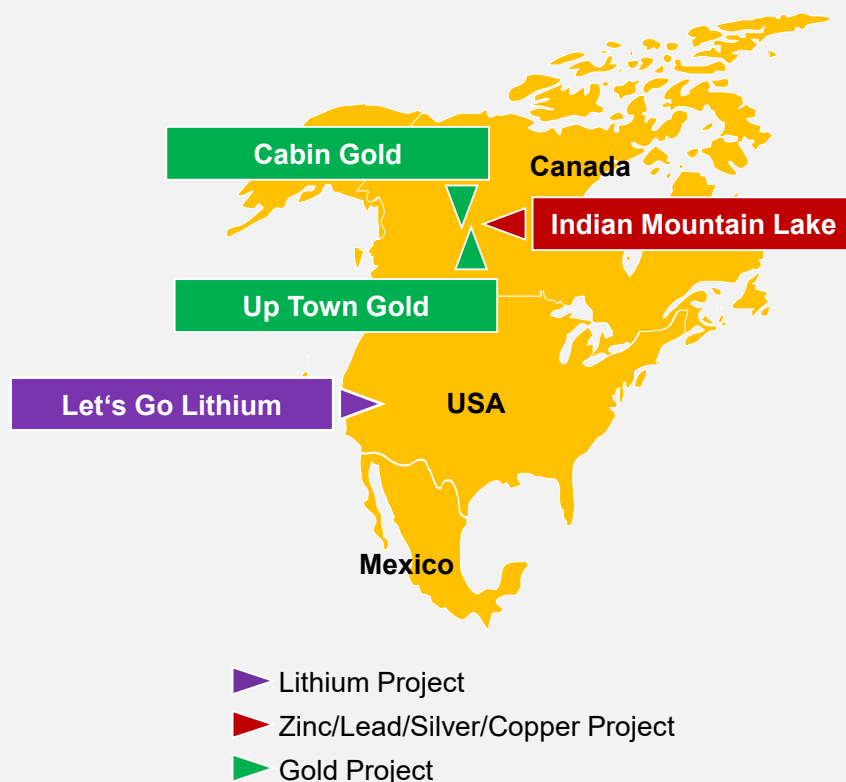 Cabin Gold
Canada
Indian Mountain Lake
Up Town Gold
Let‘s Go Lithium
USA
Mexico
Lithium Project
Zinc/Lead/Silver/Copper Project
Gold Project